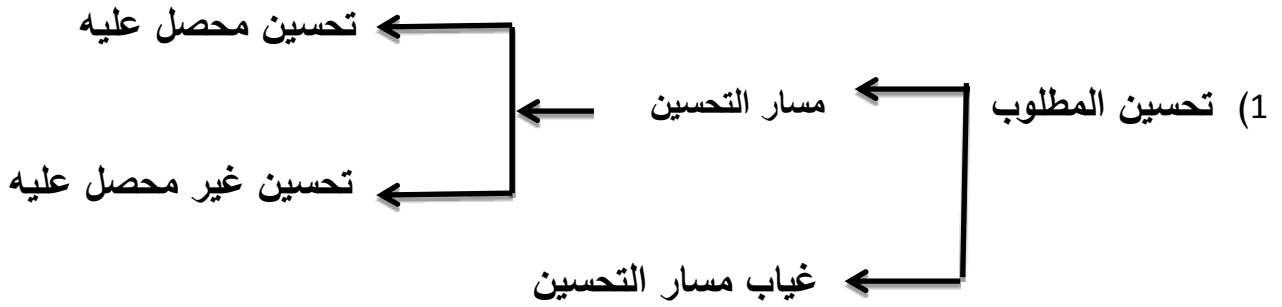 تحسين محصل عليه
1) تحسين المطلوب
مسار التحسين
تحسين غير محصل عليه
غياب مسار التحسين